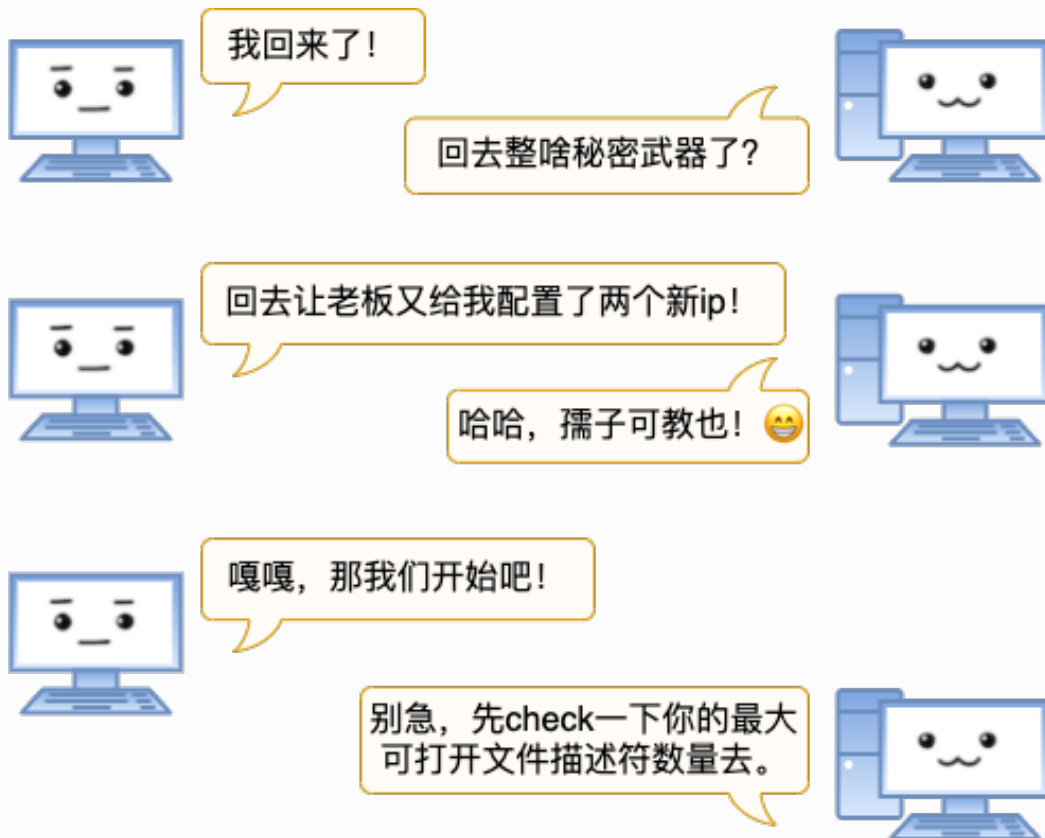 我回来了！
回去整啥秘密武器了?
回去让老板又给我配置了两个新ip！
哈哈，孺子可教也！😁
嘎嘎，那我们开始吧！
别急，先check一下你的最大
可打开文件描述符数量去。